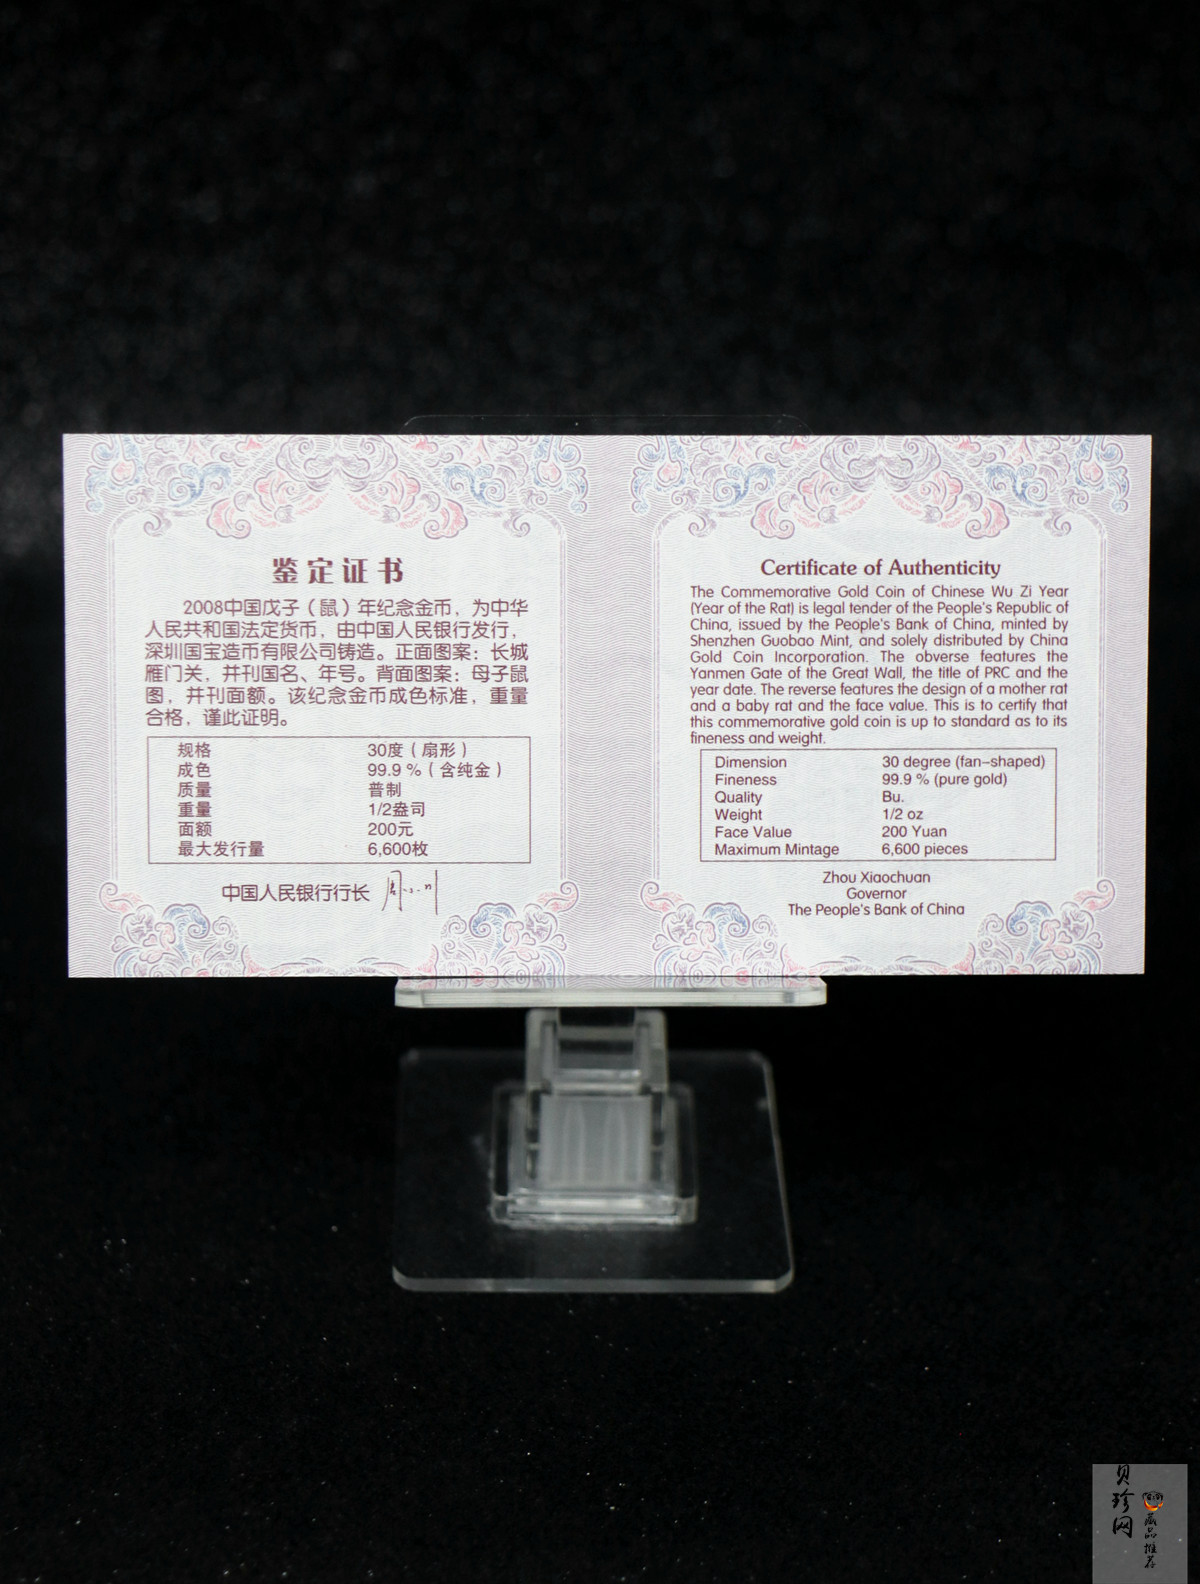 鉴定证书
2008中国戊子（鼠）年纪念金币，为中华
人民共和国法定货币，由中国人民银行发行，
深圳国宝造币有限公司铸造。正面图案：长城
雁门关，并刊国名、年号。背面图案：母子鼠
图，并刊面额。该纪念金币成色标准，重量
合格，谨此证明。
规格 30度（扇形）
成色 99.9 %（含纯金）
质量 普制
重量 1/2盎司
面额 200元
最大发行量 6,600枚
中国人民银行行长
Certificate of Authenticity
The Commemorative Gold Coin of Chinese Wu Zi Year
(Year of the Rat) is legal tender of the People's Republic of
China, issued by the People's Bank of China, minted by
Shenzhen Guobao Mint, and solely distributed by China
Gold Coin Incorporation. The obverse features the
Yanmen Gate of the Great Wall, the title of PRC and the
year date. The reverse features the design of a mother rat
and a baby rat and the face value. This is to certify that
this commemorative gold coin is up to standard as to its
fineness and weight.
Dimension 30 degree (fan-shaped)
Fineness 99.9 % (pure gold)
Quality Bu.
Weight 1/2 oz
Face Value 200 Yuan
Maximum Mintage 6,600 pieces
Zhou Xiaochuan
Governor
The People's Bank of China
贝珍网
藏品推荐